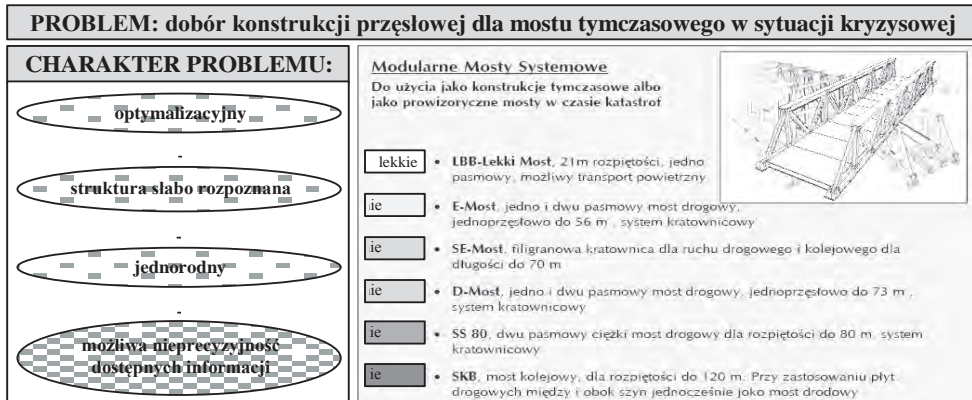 PROBLEM: dobór konstrukcji przęsłowej dla mostu tymczasowego w sytuacji kryzysowej
CHARAKTER PROBLEMU:
optymalizacyjny
-
struktura słabo rozpoznana
-
jednorodny
-
możliwa nieprecyzyjność
dostępnych informacji
Modularne Mosty Systemowe
Do użycia jako konstrukcje tymczasowe albo
jako prowizoryczne mosty w czasie katastrof
lekkie • LBB-Lekki Most, 21m rozpiętości, jedno
pasmowy, możliwy transport powietrzny
ie • E-Most, jedno i dwu pasmowy most drogowy,
jednoprzęsłowo do 56 m , system kratownicowy
ie • SE-Most, filigranowa kratownica dla ruchu drogowego i kolejowego dla
długości do 70 m
ie • D-Most, jedno i dwu pasmowy most drogowy, jednoprzęsłowo do 73 m ,
system kratownicowy
ie • SS 80, dwu pasmowy ciężki most drogowy dla rozpiętości do 80 m, system
kratownicowy
ie • SKB, most kolejowy, dla rozpiętości do 120 m. Przy zastosowaniu płyt
drogowych między i obok szyn jednocześnie joko most drodowy